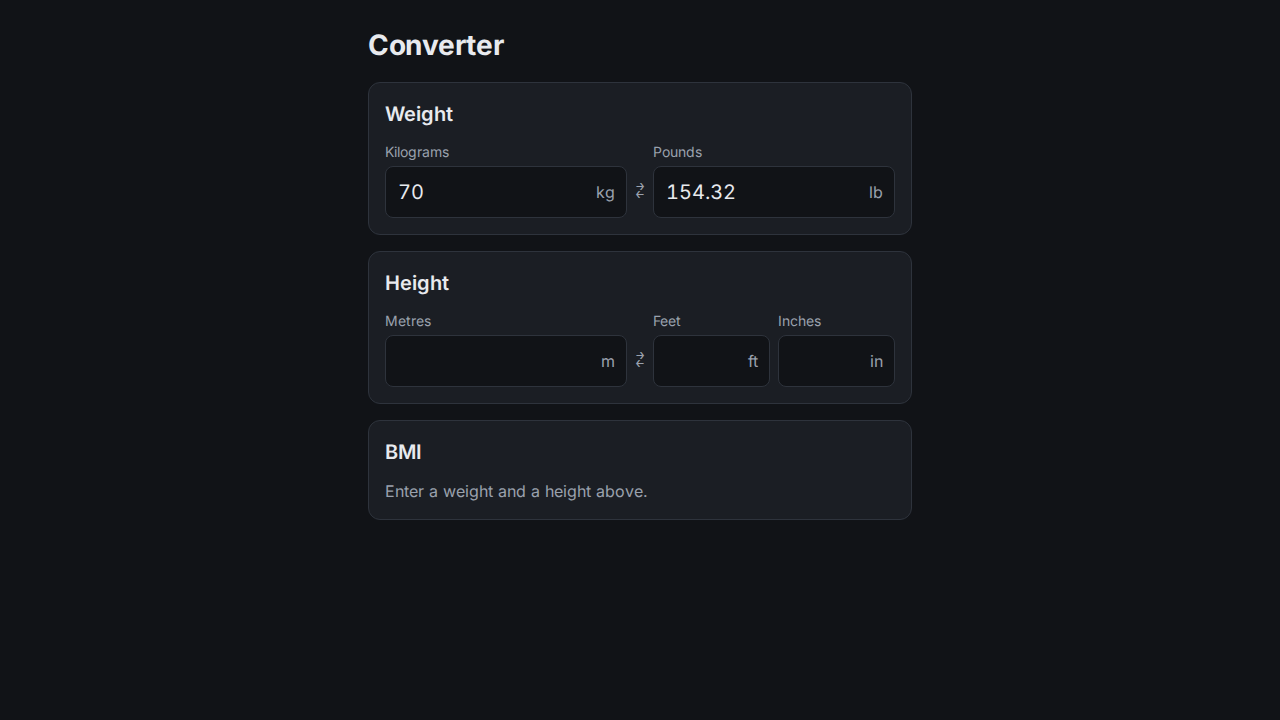 Converter
Weight
Kilograms Pounds
70 kg ⇄ 154.32 lb
Height
Metres Feet Inches
m ⇄ ft in
BMI
Enter a weight and a height above.